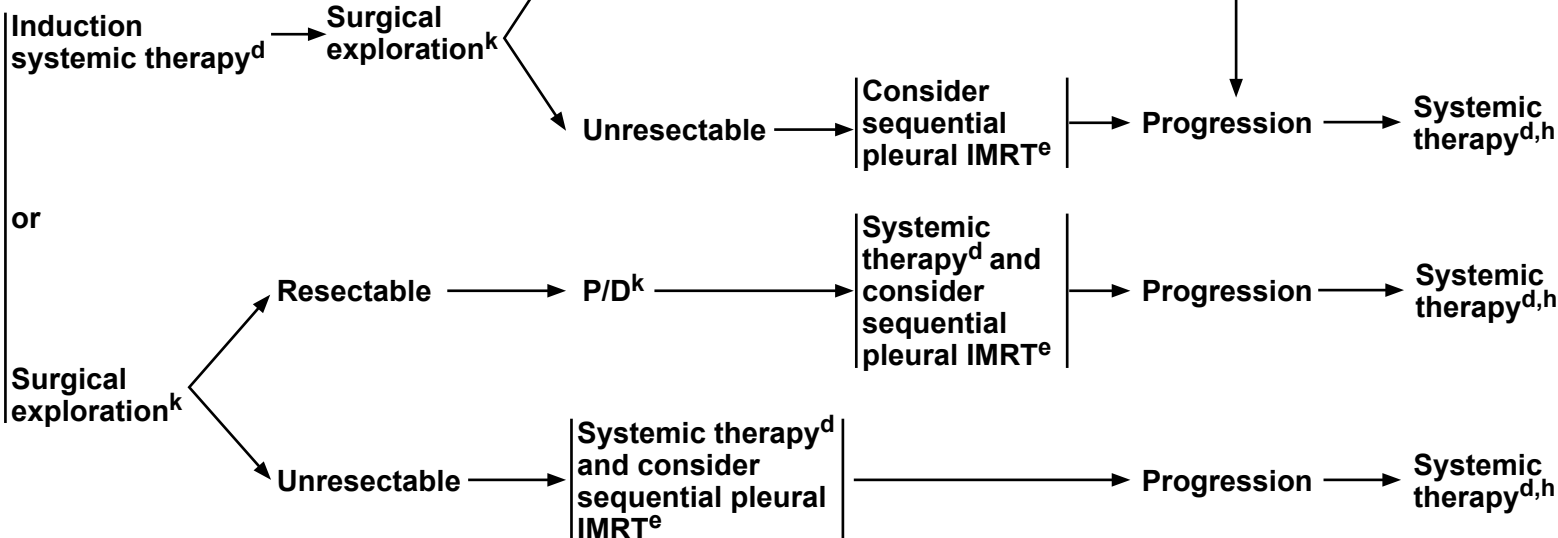 Induction
systemic therapyd
Surgical
explorationk
Unresectable
Consider
sequential
pleural IMRTe
Progression
Systemic
therapyd,h
or
Surgical
explorationk
Resectable
P/Dk
Systemic
therapyd and
consider
sequential
pleural IMRTe
Progression
Systemic
therapyd,h
Unresectable
Systemic therapyd
and consider
sequential pleural
IMRTe
Progression
Systemic
therapyd,h